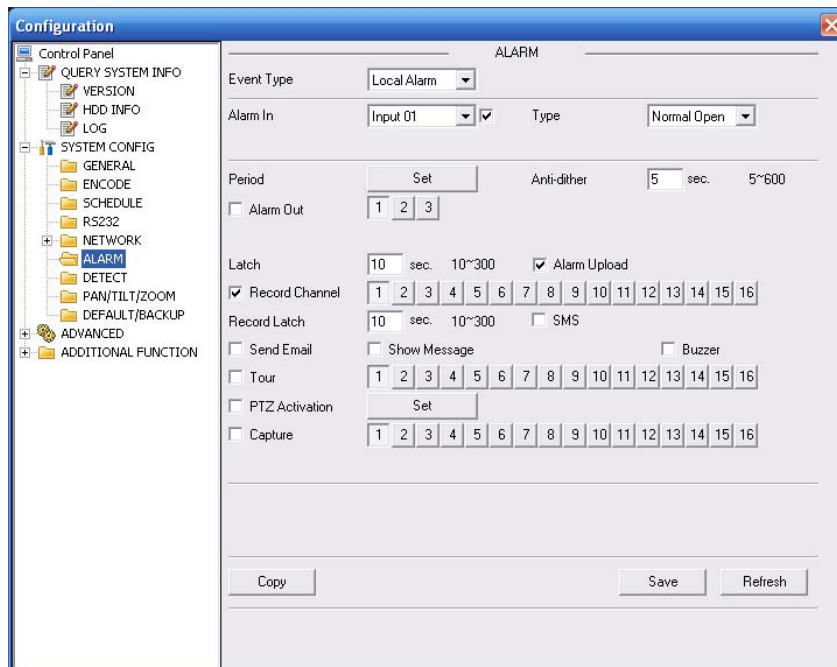 Configuration
Control Panel
QUERY SYSTEM INFO
VERSION
HDD INFO
LOG
SYSTEM CONFIG
GENERAL
ENCODE
SCHEDULE
RS232
NETWORK
ALARM
DETECT
PAN/TILT/ZOOM
DEFAULT/BACKUP
ADVANCED
ADDITIONAL FUNCTION
ALARM
Event Type Local Alarm
Alarm In Input 01 Type Normal Open
Period Set Anti-dither 5 sec. 5~600
Alarm Out 1 2 3
Latch 10 sec. 10~300 Alarm Upload
Record Channel 1 2 3 4 5 6 7 8 9 10 11 12 13 14 15 16
Record Latch 10 sec. 10~300 SMS
Send Email Show Message Buzzer
Tour 1 2 3 4 5 6 7 8 9 10 11 12 13 14 15 16
PTZ Activation Set
Capture 1 2 3 4 5 6 7 8 9 10 11 12 13 14 15 16
Copy Save Refresh